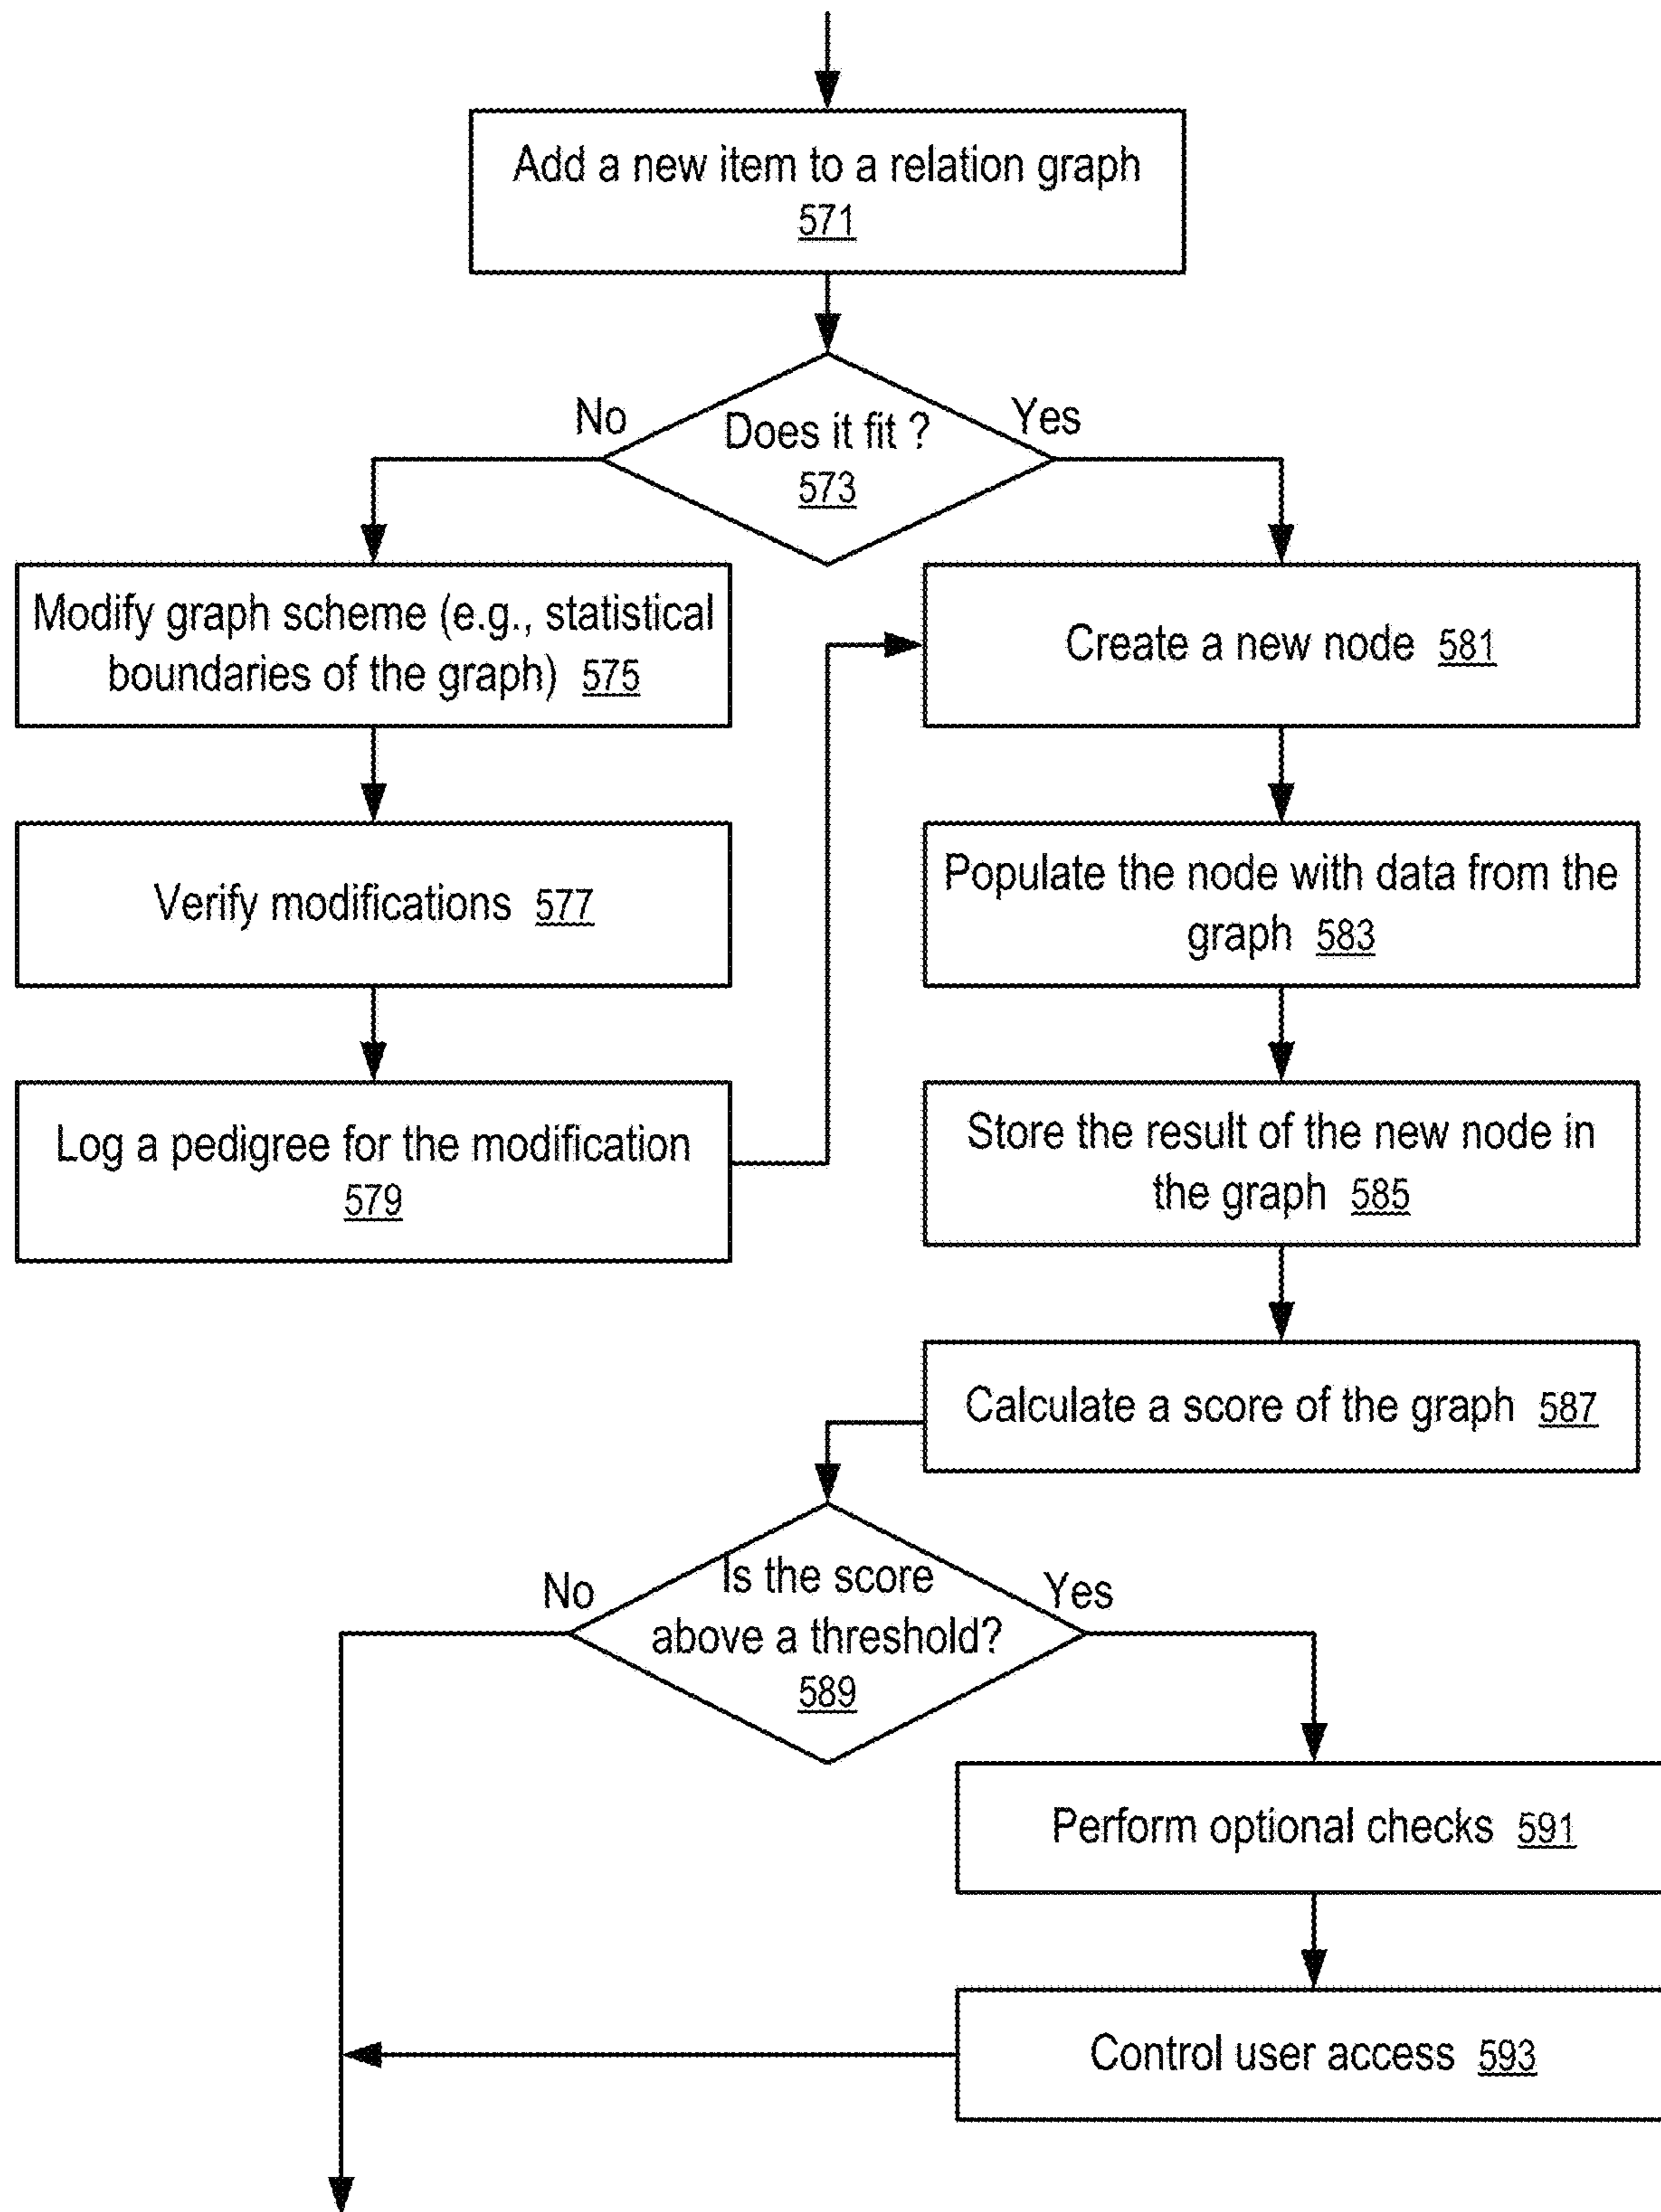 Add a new item to a relation graph
571
No
Yes
Does it fit ?
573
Modify graph scheme (e.g., statistical
boundaries of the graph) 575
Create a new node 581
Verify modifications 577
Populate the node with data from the
graph 583
Log a pedigree for the modification
579
Store the result of the new node in
the graph 585
Calculate a score of the graph 587
No
Yes
Is the score
above a threshold?
589
Perform optional checks 591
Control user access 593